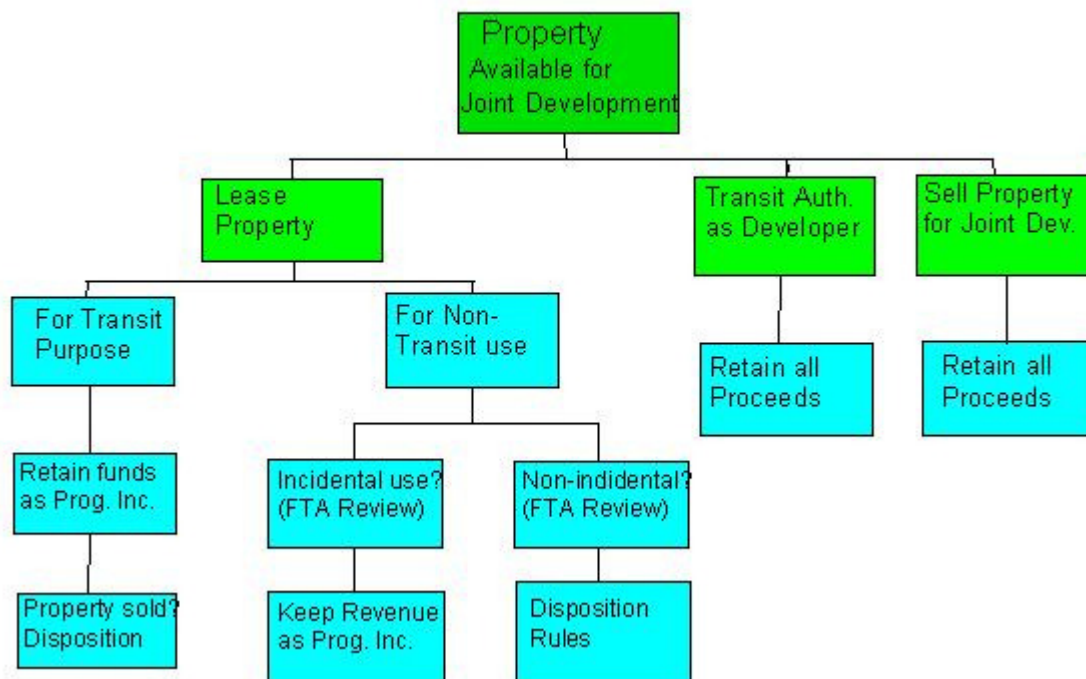 Property
Available for
Joint Development
Lease
Property
Transit Auth.
as Developer
Sell Property
for Joint Dev.
For Transit
Purpose
For Non-
Transit use
Retain all
Proceeds
Retain all
Proceeds
Retain funds
as Prog. Inc.
Incidental use?
(FTA Review)
Non-indidental?
(FTA Review)
Property sold?
Disposition
Keep Revenue
as Prog. Inc.
Disposition
Rules